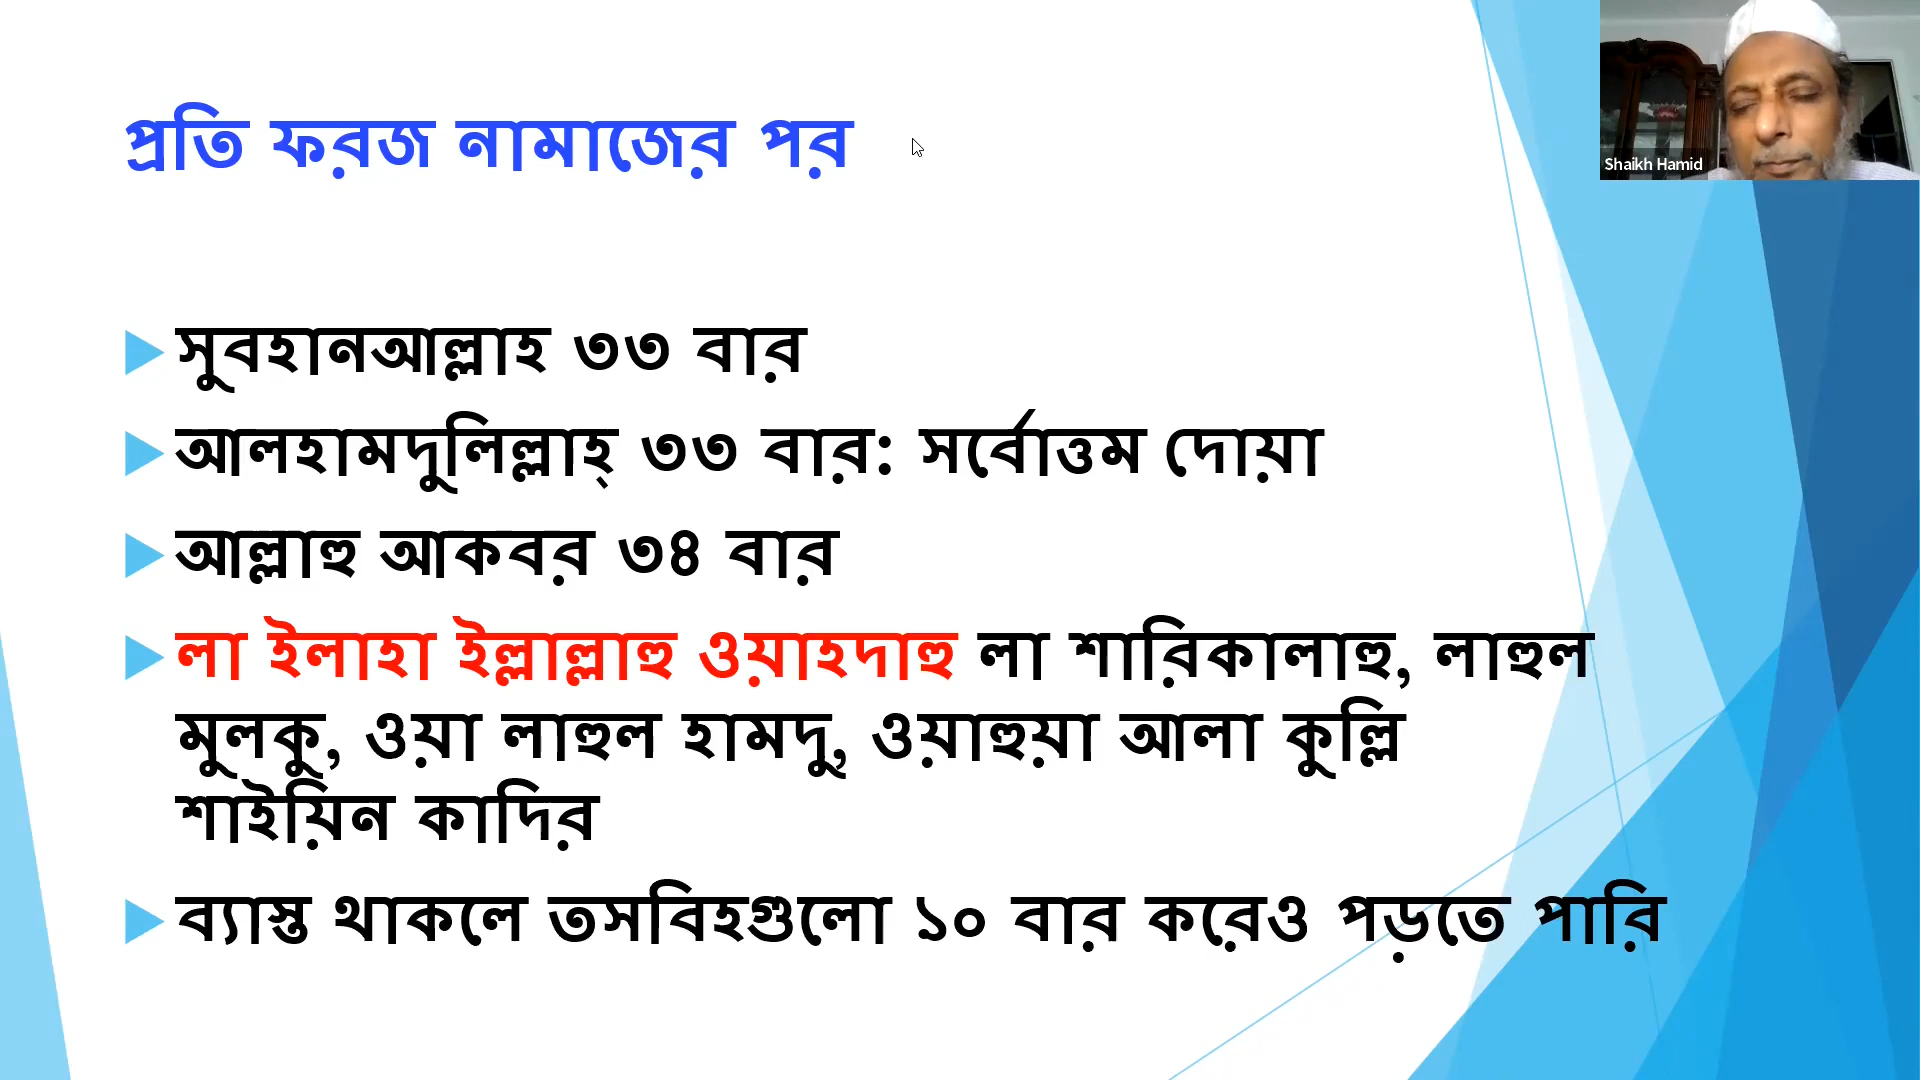 প্রতি ফরজ নামাজের পর
Shaikh Hamid
সুবহানআল্লাহ ৩৩ বার
আলহামদুলিল্লাহ্ ৩৩ বার: সর্বোত্তম দোয়া
আল্লাহু আকবর ৩৪ বার
লা ইলাহা ইল্লাল্লাহু ওয়াহদাহু লা শারিকালাহু, লাহুল
মুলকু, ওয়া লাহুল হামদু, ওয়াহুয়া আলা কুল্লি
শাইয়িন কাদির
ব্যাস্ত থাকলে তসবিহগুলো ১০ বার করেও পড়তে পারি